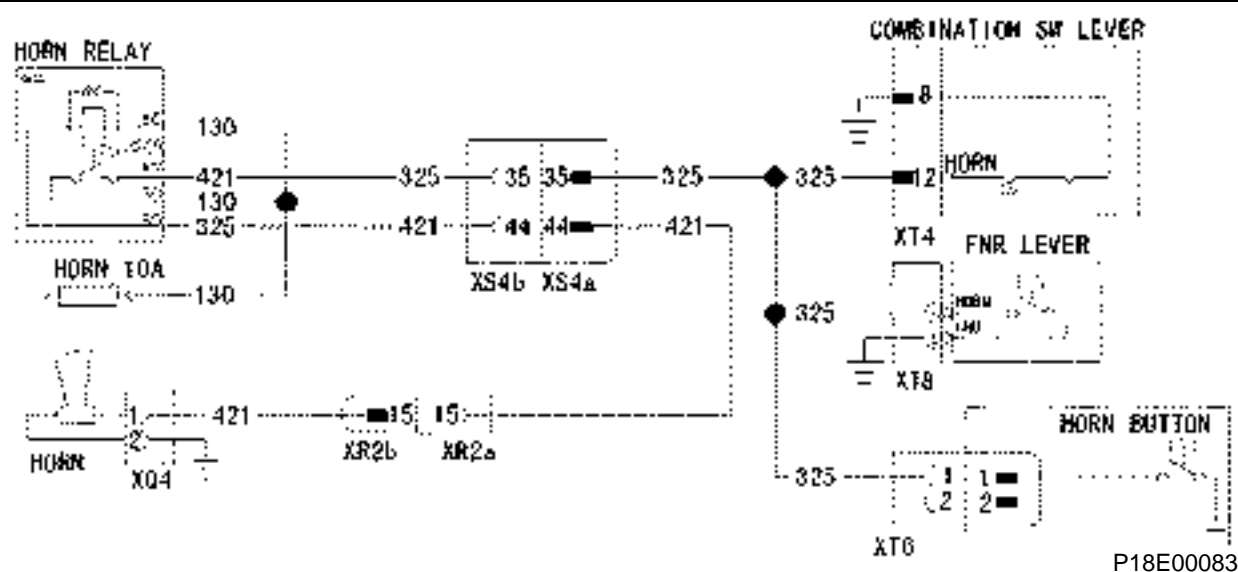 COMBINATION SW LEVER
HORN RELAY
8
130
421 325 35 35 325 325 12 HORN
130
325 421 44 44 421
XT4 FNR LEVER
HORN 10A
XS4b XS4a
130
HORN
325
GND
XT8
1 421 15 15
2
HORN BUTTON
HORN
XQ4
XR2b XR2a
325 1 1
2 2
XT6
P18E00083